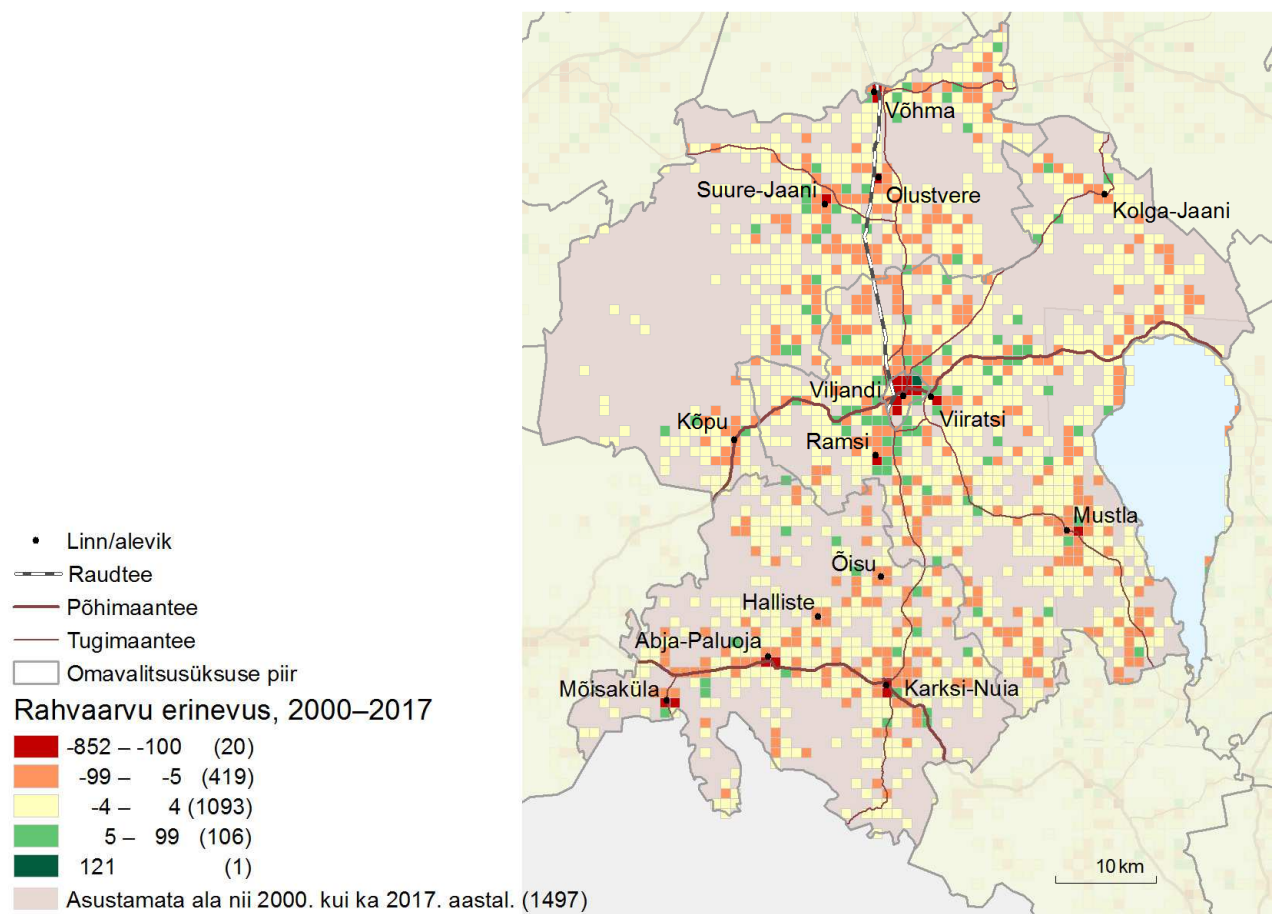 Võhma
Suure-Jaani
Olustvere
Kolga-Jaani
Viljandi
Viiratsi
Kõpu
Ramsi
Mustla
Õisu
Halliste
Abja-Paluoja
Mõisaküla
Karksi-Nuia
10 km
Linn/alevik
Raudtee
Põhimaantee
Tugimaantee
Omavalitsusüksuse piir
Rahvaarvu erinevus, 2000–2017
-852 – -100 (20)
-99 – -5 (419)
-4 – 4 (1093)
5 – 99 (106)
121 (1)
Asustamata ala nii 2000. kui ka 2017. aastal. (1497)